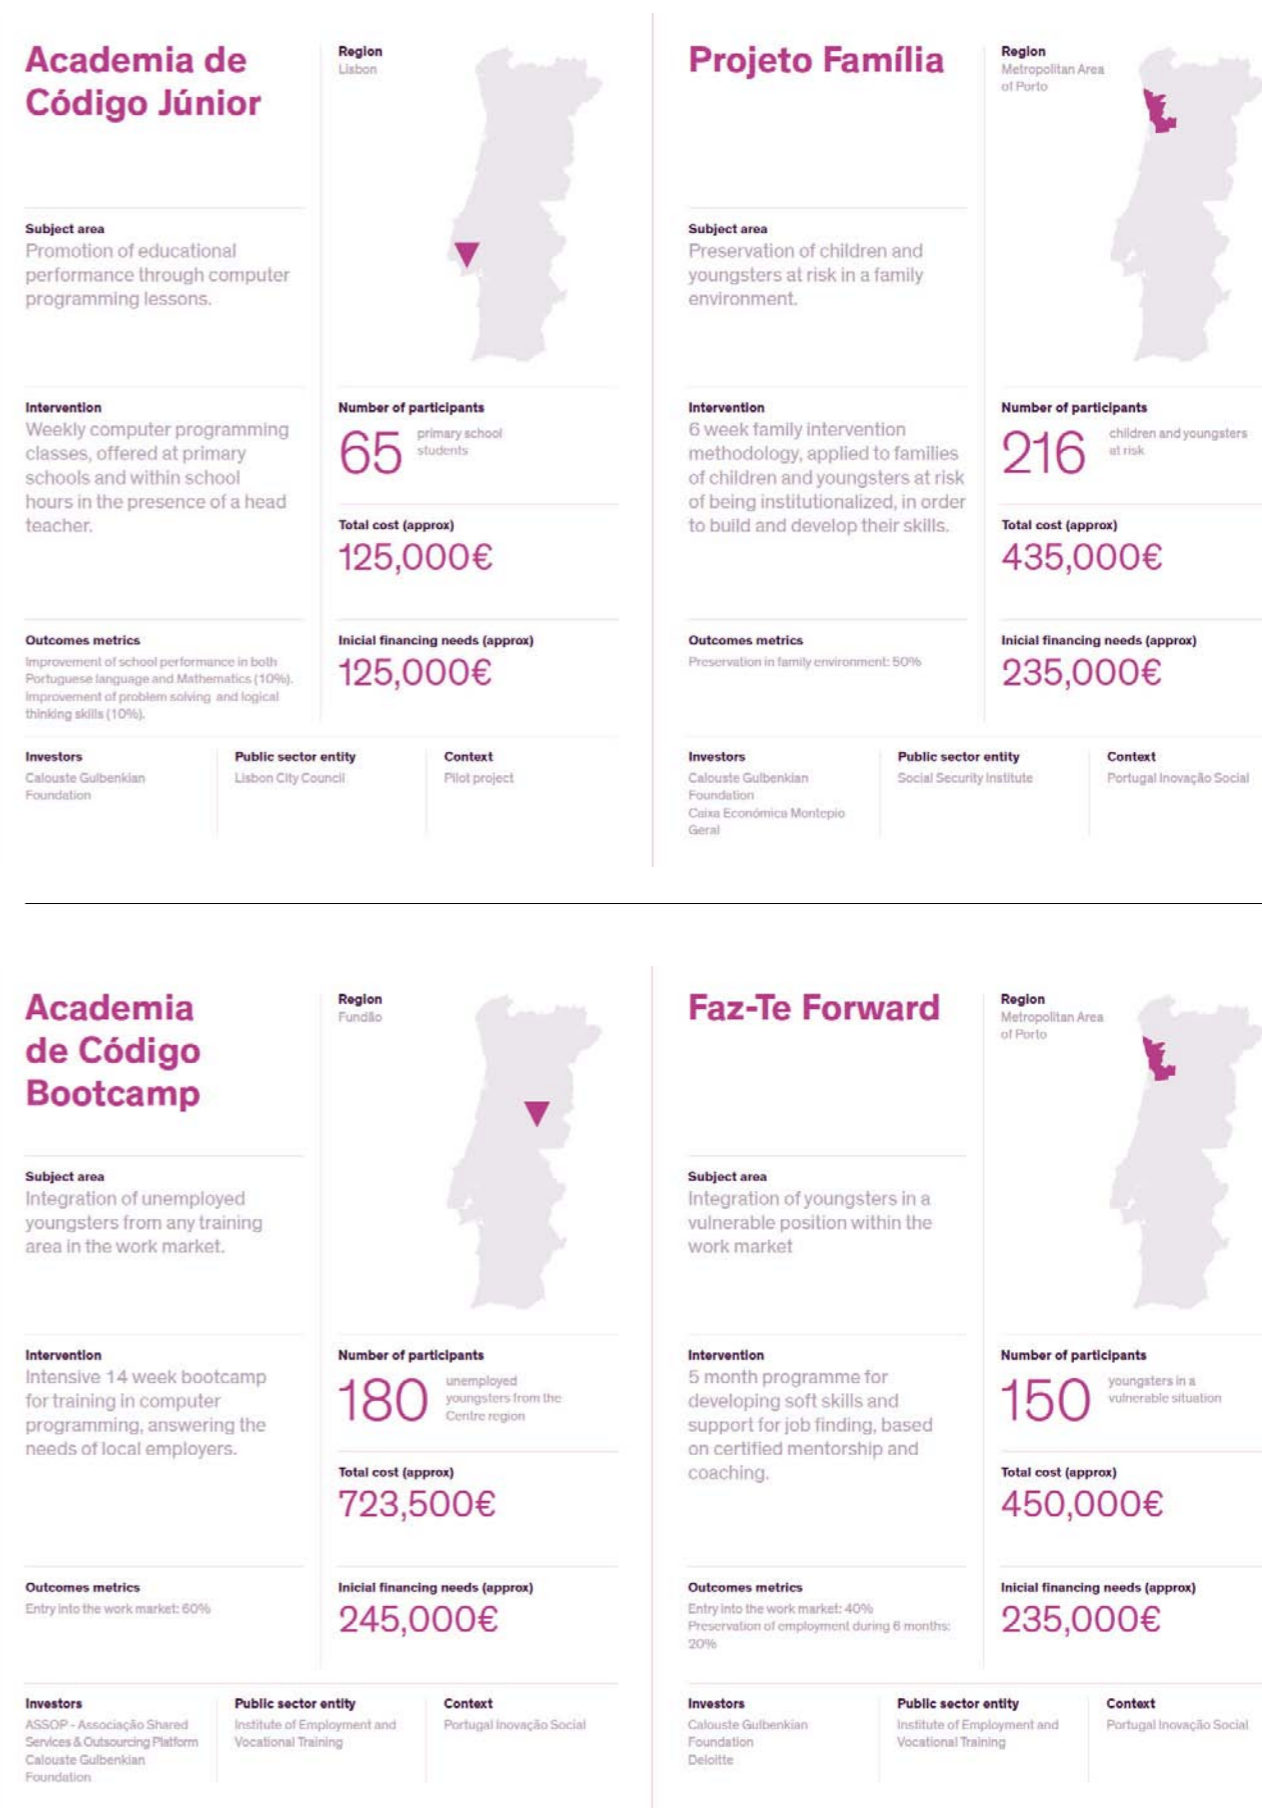 Academia de
Código Júnior
Region
Lisbon
Subject area
Promotion of educational
performance through computer
programming lessons.
Intervention
Weekly computer programming
classes, offered at primary
schools and within school
hours in the presence of a head
teacher.
Number of participants
65
primary school
students
Total cost (approx)
125,000€
Outcomes metrics
Improvement of school performance in both
Portuguese language and Mathematics (10%).
Improvement of problem solving and logical
thinking skills (10%).
Inicial financing needs (approx)
125,000€
Investors
Calouste Gulbenkian
Foundation
Public sector entity
Lisbon City Council
Context
Pilot project
Projeto Família
Region
Metropolitan Area
of Porto
Subject area
Preservation of children and
youngsters at risk in a family
environment.
Intervention
6 week family intervention
methodology, applied to families
of children and youngsters at risk
of being institutionalized, in order
to build and develop their skills.
Number of participants
216
children and youngsters
at risk
Total cost (approx)
435,000€
Outcomes metrics
Preservation in family environment: 50%
Inicial financing needs (approx)
235,000€
Investors
Calouste Gulbenkian
Foundation
Caixa Económica Montepio
Geral
Public sector entity
Social Security Institute
Context
Portugal Inovação Social
Academia
de Código
Bootcamp
Region
Fundão
Subject area
Integration of unemployed
youngsters from any training
area in the work market.
Intervention
Intensive 14 week bootcamp
for training in computer
programming, answering the
needs of local employers.
Number of participants
180
unemployed
youngsters from the
Centre region
Total cost (approx)
723,500€
Outcomes metrics
Entry into the work market: 60%
Inicial financing needs (approx)
245,000€
Investors
ASSOP - Associação Shared
Services & Outsourcing Platform
Calouste Gulbenkian
Foundation
Public sector entity
Institute of Employment and
Vocational Training
Context
Portugal Inovação Social
Faz-Te Forward
Region
Metropolitan Area
of Porto
Subject area
Integration of youngsters in a
vulnerable position within the
work market
Intervention
5 month programme for
developing soft skills and
support for job finding, based
on certified mentorship and
coaching.
Number of participants
150
youngsters in a
vulnerable situation
Total cost (approx)
450,000€
Outcomes metrics
Entry into the work market: 40%
Preservation of employment during 6 months:
20%
Inicial financing needs (approx)
235,000€
Investors
Calouste Gulbenkian
Foundation
Deloitte
Public sector entity
Institute of Employment and
Vocational Training
Context
Portugal Inovação Social